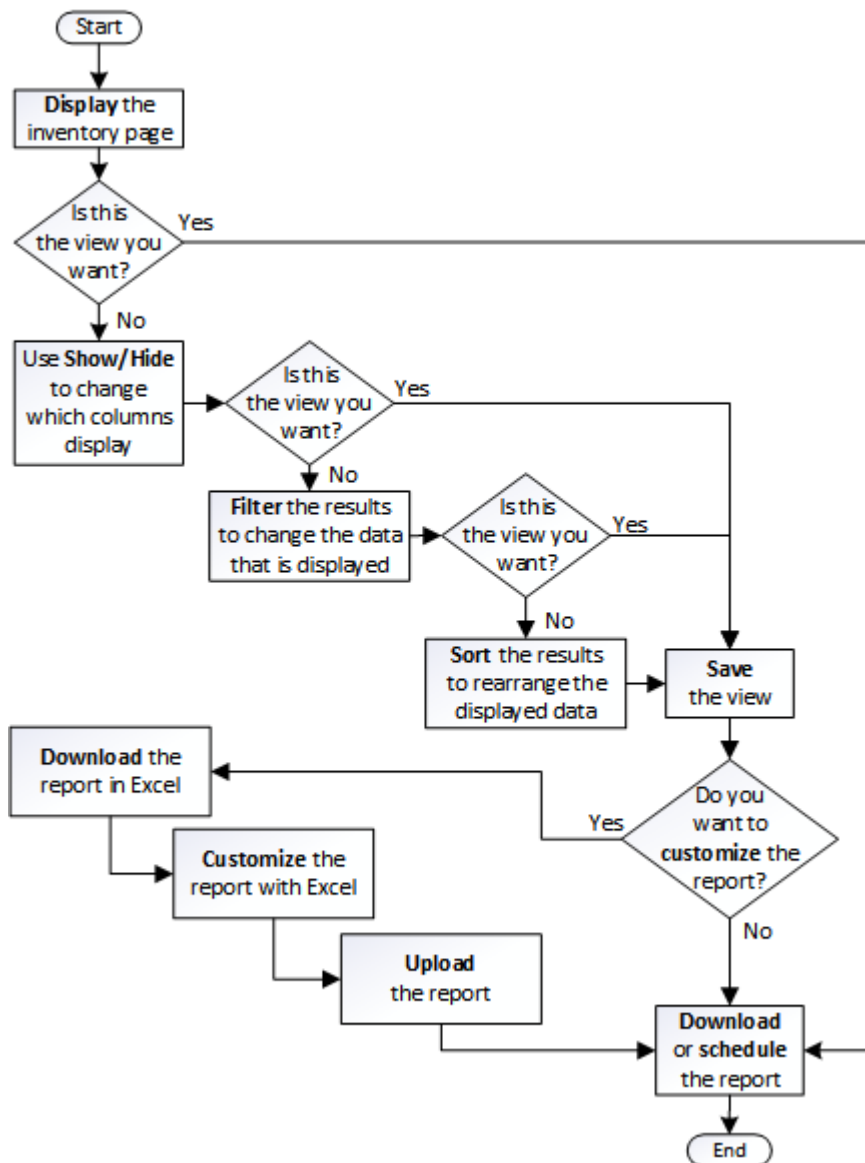 Start
Display the
inventory page
Is this
the view you
want?
Yes
No
Use Show/Hide
to change
which columns
display
Is this
the view you
want?
Yes
No
Filter the results
to change the data
that is displayed
Is this
the view you
want?
Yes
No
Sort the results
to rearrange the
displayed data
Save
the view
Do you
want to
customize the
report?
Yes
No
Download the
report in Excel
Customize the
report with Excel
Upload
the report
Download
or schedule
the report
End